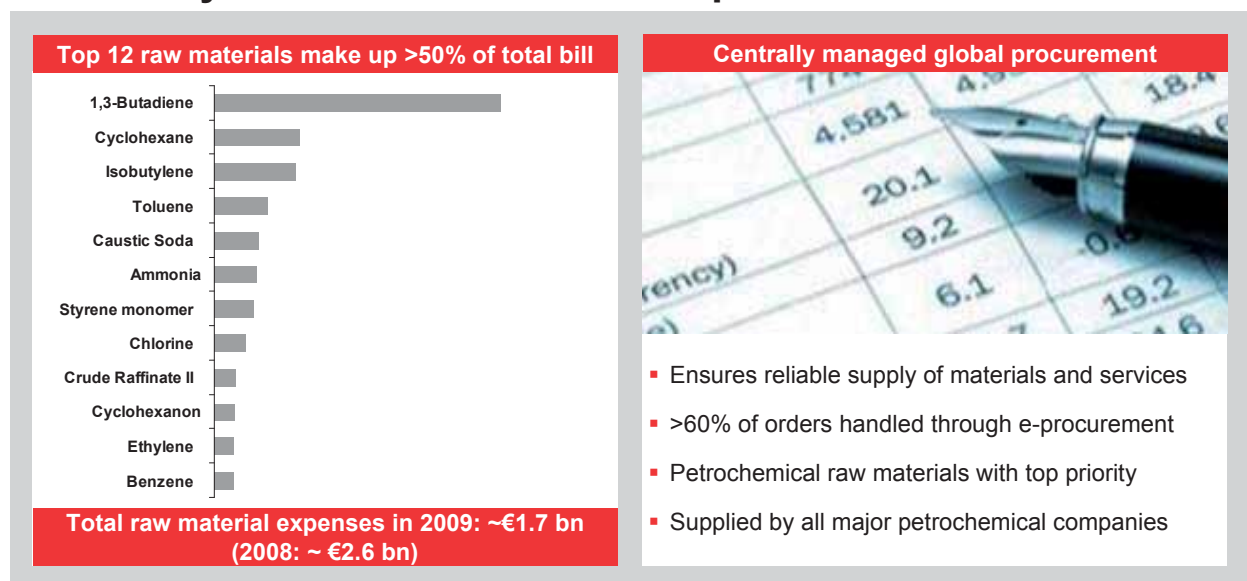 Top 12 raw materials make up >50% of total bill
1,3-Butadiene
Cyclohexane
Isobutylene
Toluene
Caustic Soda
Ammonia
Styrene monomer
Chlorine
Crude Raffinate II
Cyclohexanon
Ethylene
Benzene
Total raw material expenses in 2009: ~€1.7 bn
(2008: ~ €2.6 bn)
Centrally managed global procurement
18.4
4,581
20.1
9.2
rency)
6.1
19.2
▪ Ensures reliable supply of materials and services
▪ >60% of orders handled through e-procurement
▪ Petrochemical raw materials with top priority
▪ Supplied by all major petrochemical companies